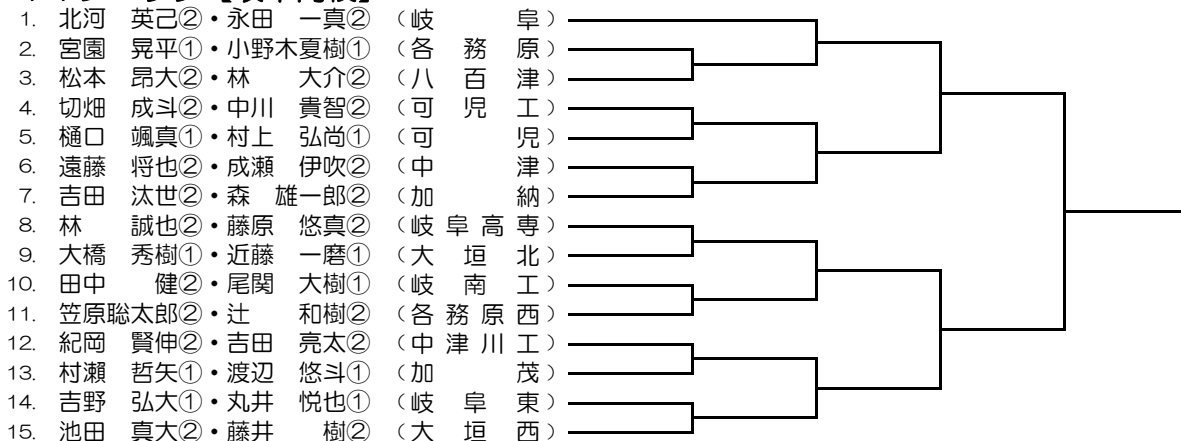 1. 北河 英己②・永田 一真② （岐 阜）
2. 宮園 晃平①・小野木夏樹① （各 務 原）
3. 松本 昂大②・林 大介② （八 百 津）
4. 切畑 成斗②・中川 貴智② （可 児 工）
5. 樋口 颯真①・村上 弘尚① （可 児）
6. 遠藤 将也②・成瀬 伊吹② （中 津）
7. 吉田 汰世②・森 雄一郎② （加 納）
8. 林 誠也②・藤原 悠真② （岐 阜 高 専）
9. 大橋 秀樹①・近藤 一磨① （大 垣 北）
10. 田中 健②・尾関 大樹① （岐 南 工）
11. 笠原聡太郎②・辻 和樹② （各 務 原 西）
12. 紀岡 賢伸②・吉田 亮太② （中 津 川 工）
13. 村瀬 哲矢①・渡辺 悠斗① （加 茂）
14. 吉野 弘大①・丸井 悦也① （岐 阜 東）
15. 池田 真大②・藤井 樹② （大 垣 西）